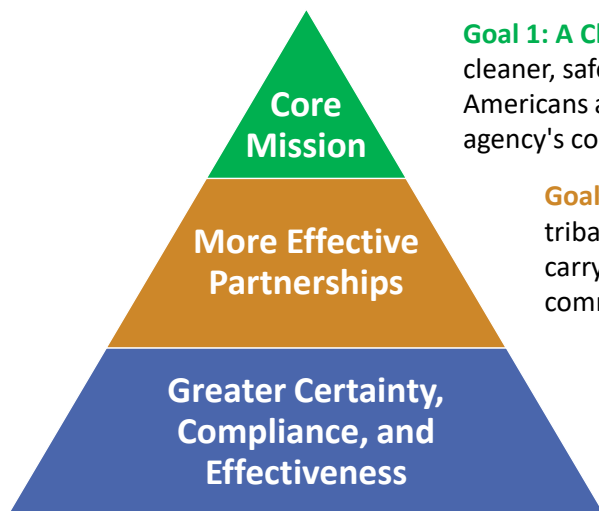 Core
Mission
More Effective
Partnerships
Greater Certainty,
Compliance, and
Effectiveness
Goal 1: A
cleaner,
Americans
agency's
Goal
carry